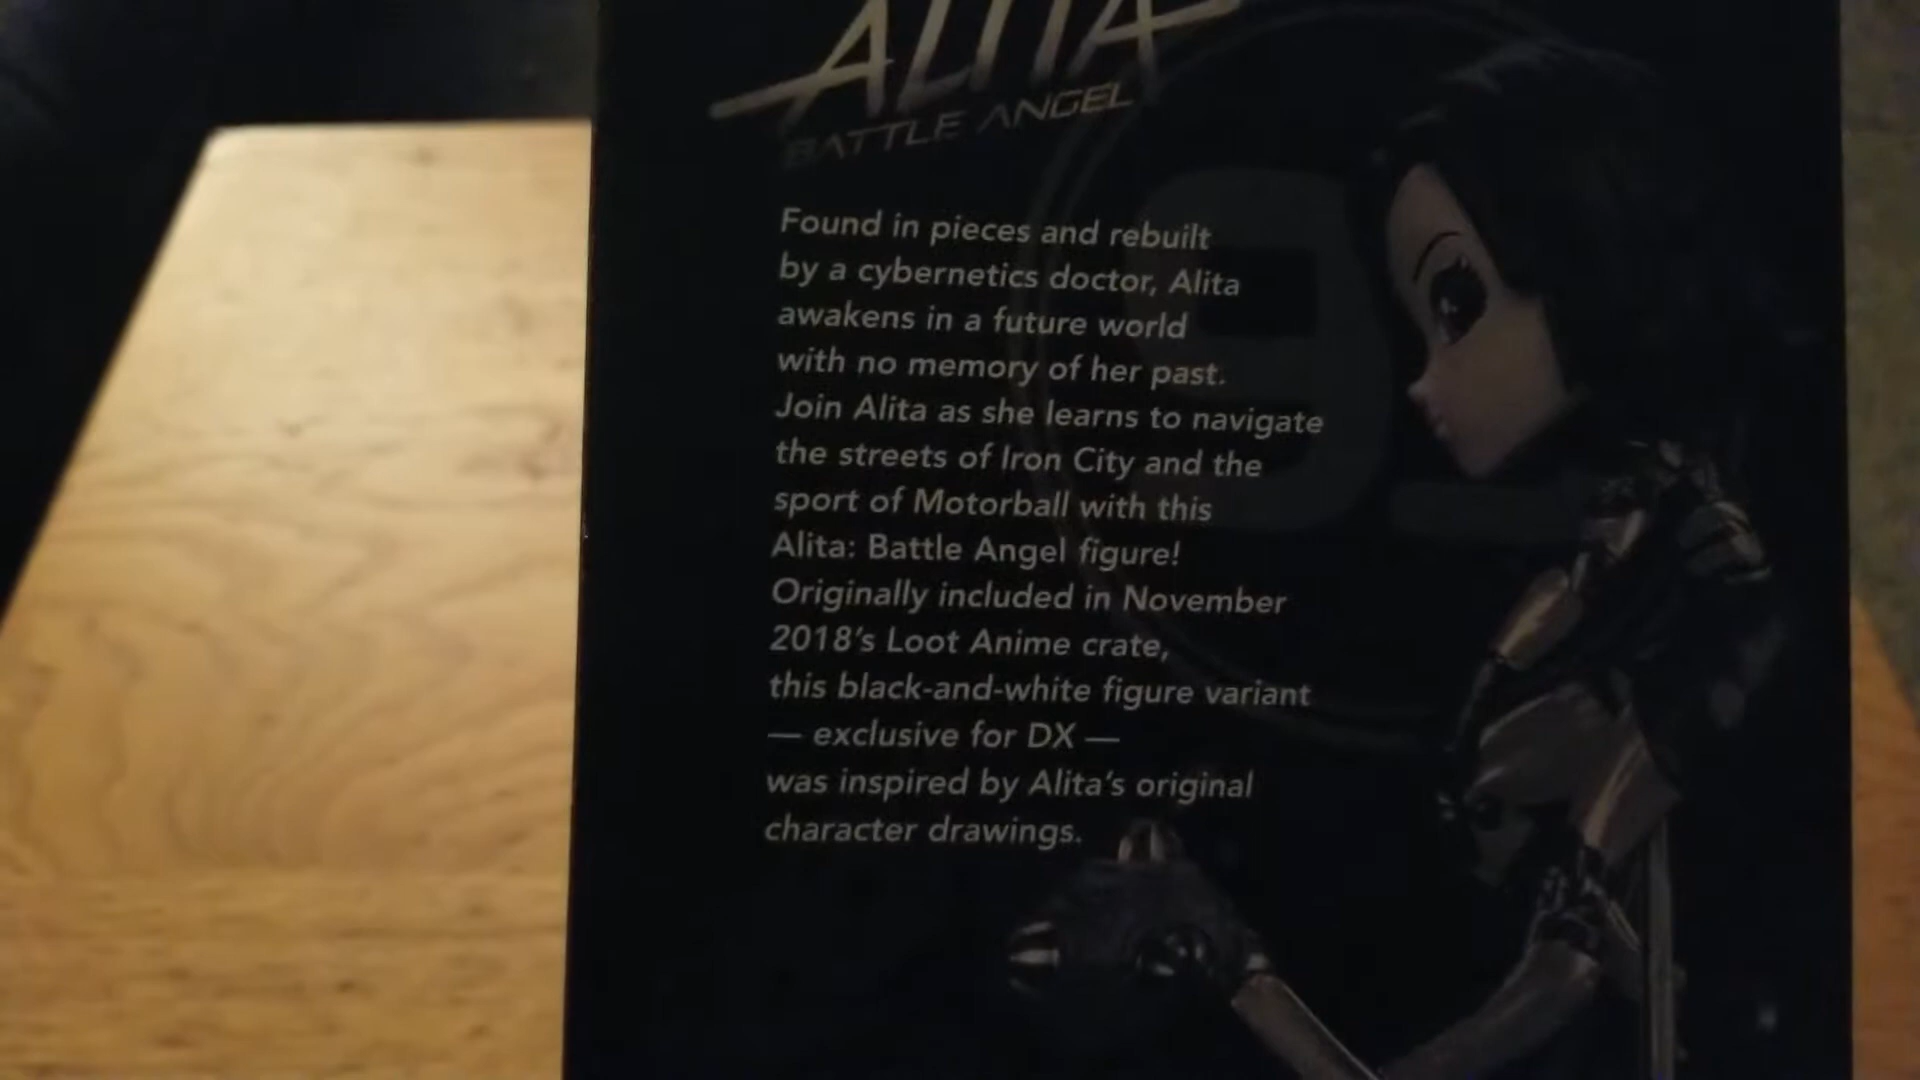 ALITA
BATTLE ANGEL
Found in pieces and rebuilt
by a cybernetics doctor, Alita
awakens in a future world
with no memory of her past.
Join Alita as she learns to navigate
the streets of Iron City and the
sport of Motorball with this
Alita: Battle Angel figure!
Originally included in November
2018's Loot Anime crate,
this black-and-white figure variant
— exclusive for DX —
was inspired by Alita's original
character drawings.